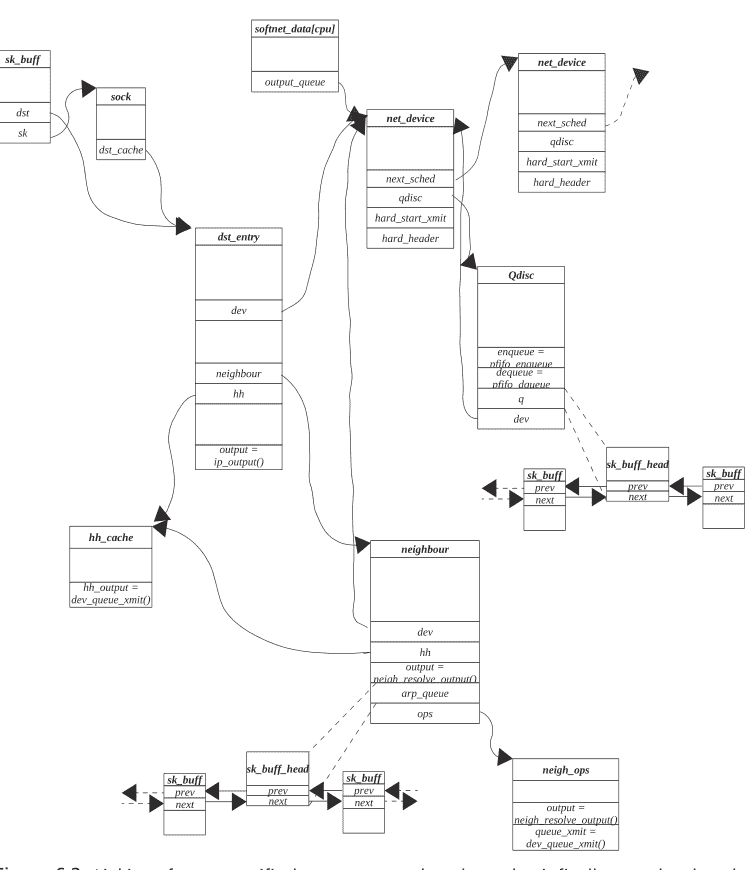 softnet_data[cpu]
output_queue
sk_buff
dst
sk
sock
dst_cache
net_device
next_sched
qdisc
hard_start_xmit
hard_header
net_device
next_sched
qdisc
hard_start_xmit
hard_header
dst_entry
dev
neighbour
hh
output =
ip_output()
Qdisc
enqueue =
pfifo_enqueue
dequeue =
pfifo_dqueue
q
dev
sk_buff
prev
next
sk_buff_head
prev
next
sk_buff
prev
next
hh_cache
hh_output =
dev_queue_xmit()
neighbour
dev
hh
output =
neigh_resolve_output()
arp_queue
ops
sk_buff
prev
next
sk_buff_head
prev
next
sk_buff
prev
next
neigh_ops
output =
neigh_resolve_output()
queue_xmit =
dev_queue_xmit()